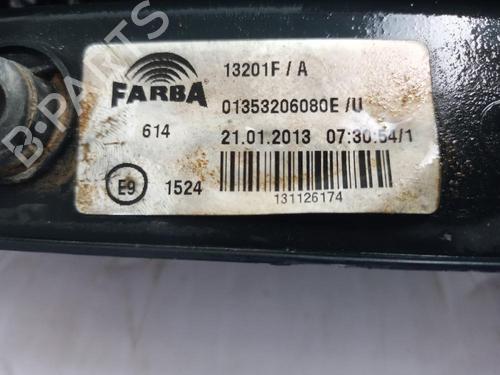 FARBA
13201F / A
01353206080E /U
614
21.01.2013 07:30:54/1
E9
1524
131126174
B-PARTS